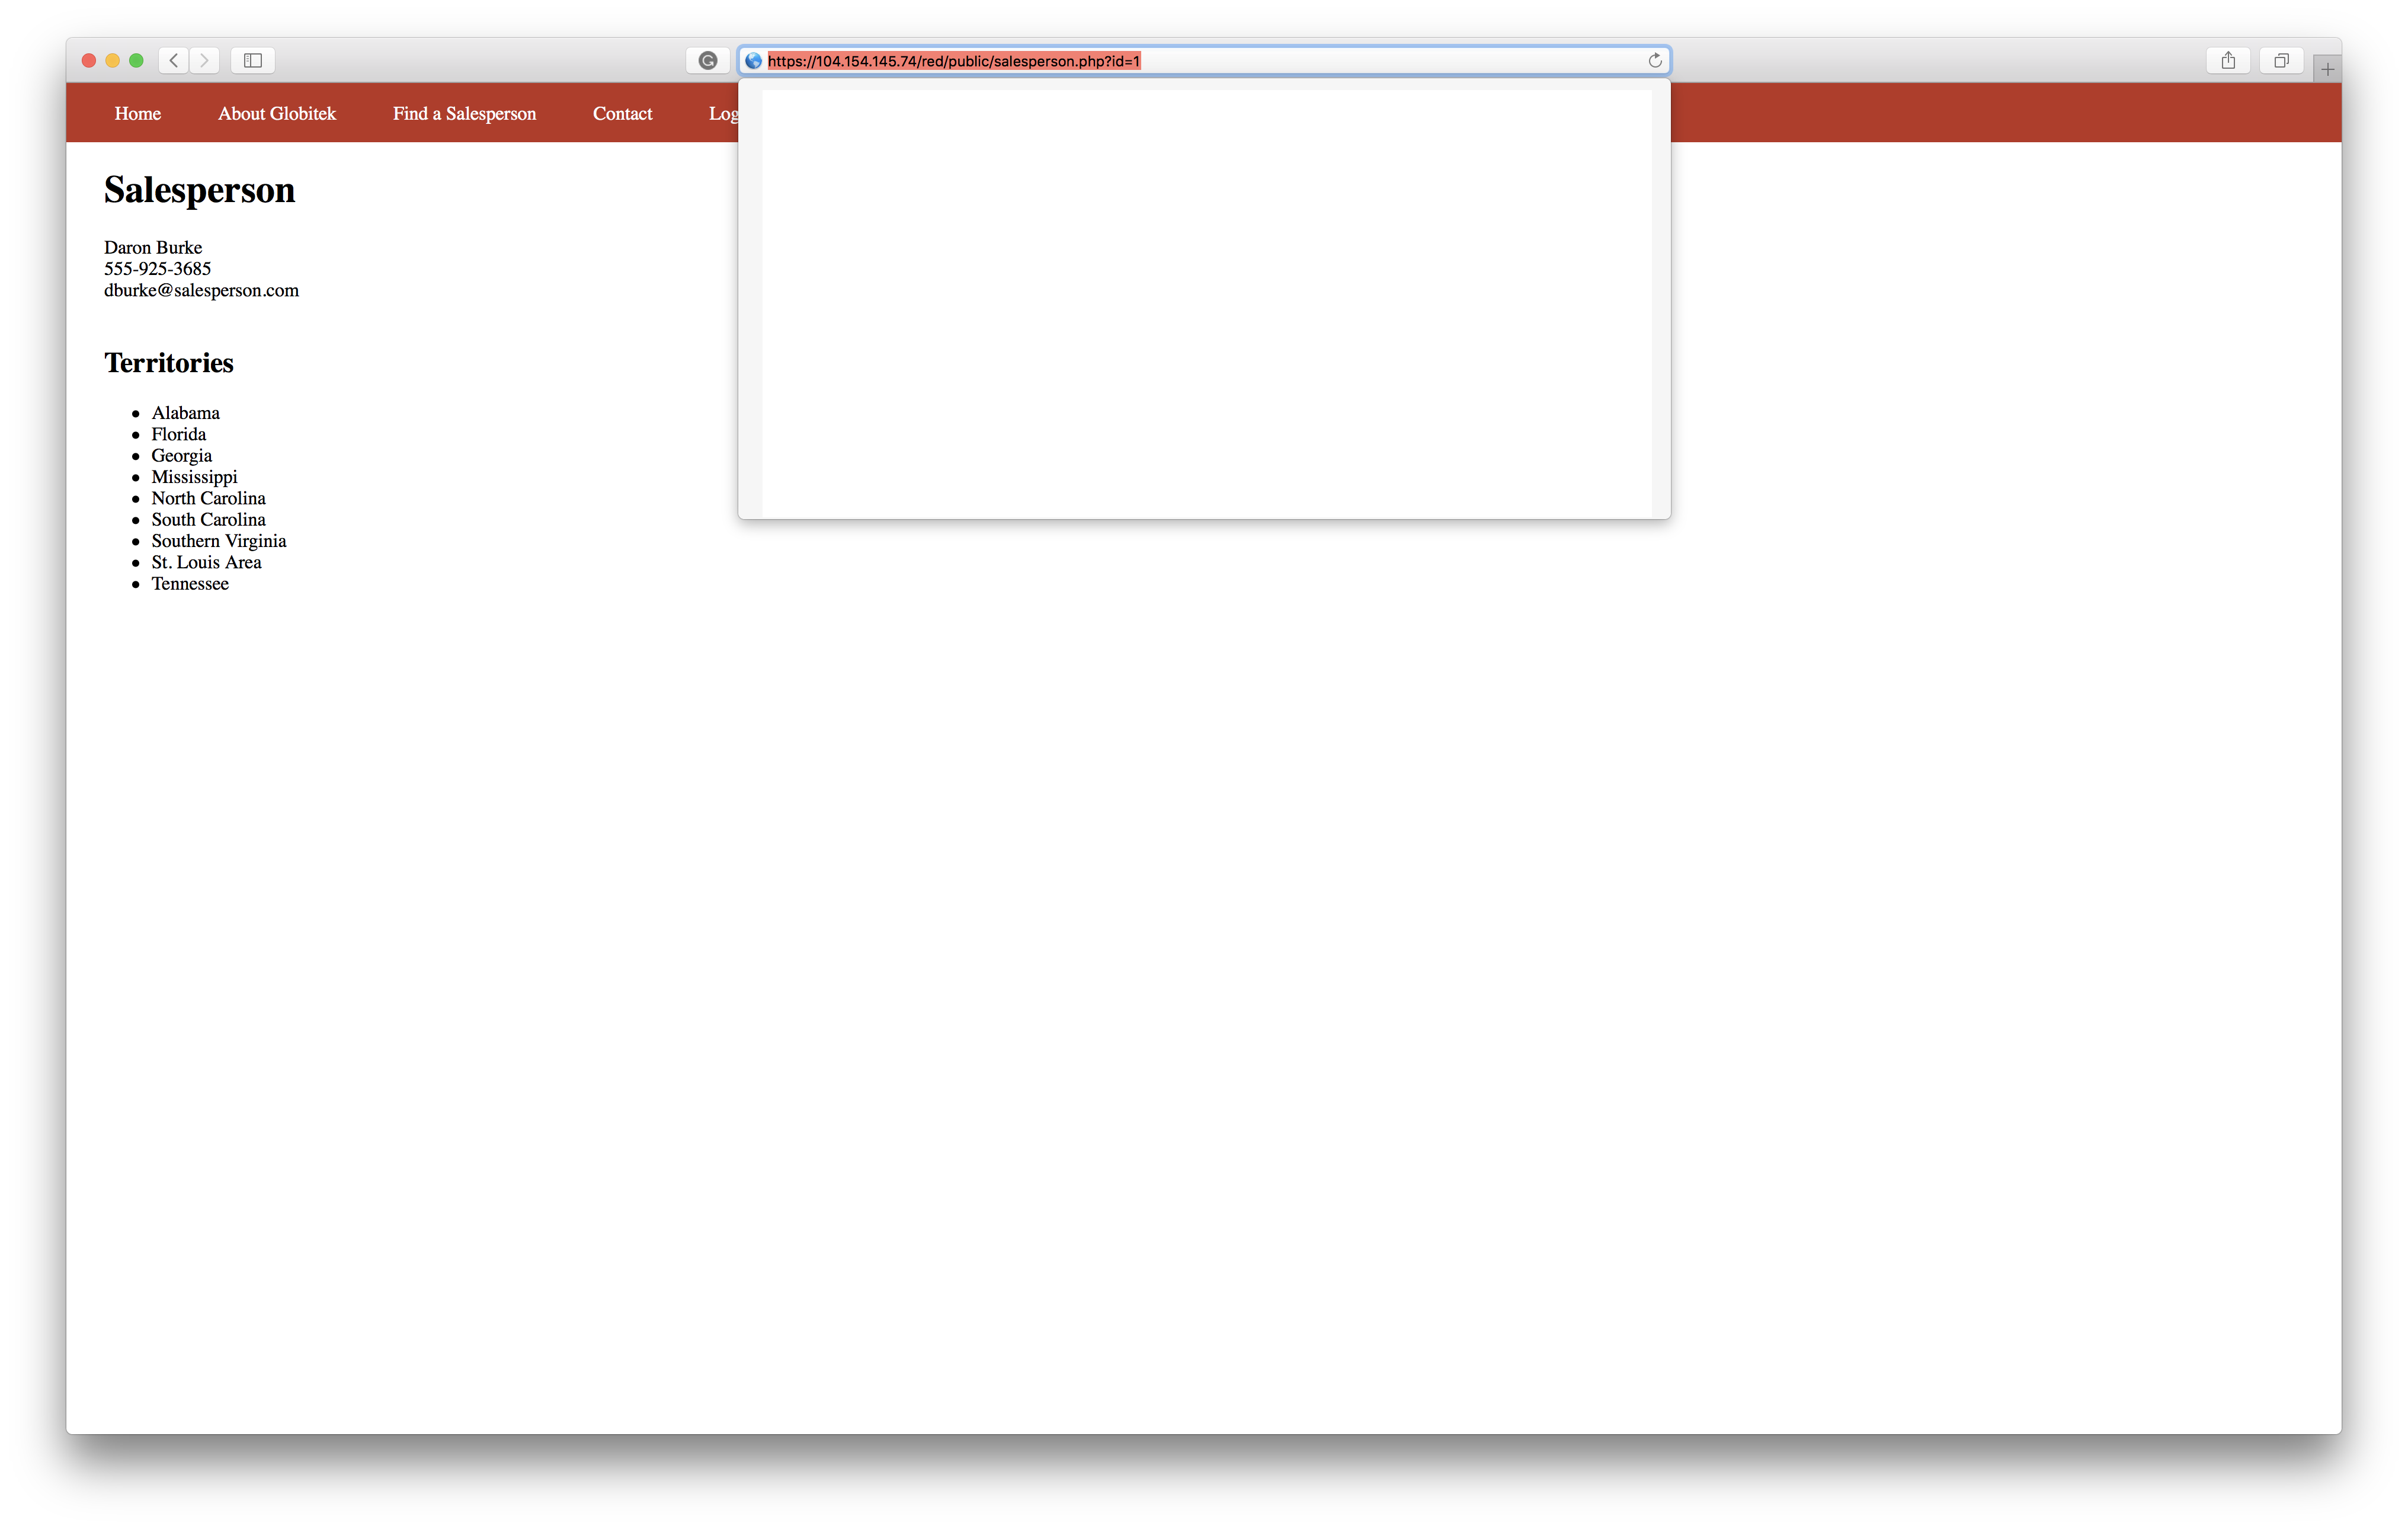 https://104.154.145.74/red/public/salesperson.php?id=1
Home About Globitek Find a Salesperson Contact Log
Salesperson
Daron Burke
555-925-3685
dburke@salesperson.com
Territories
Alabama
Florida
Georgia
Mississippi
North Carolina
South Carolina
Southern Virginia
St. Louis Area
Tennessee